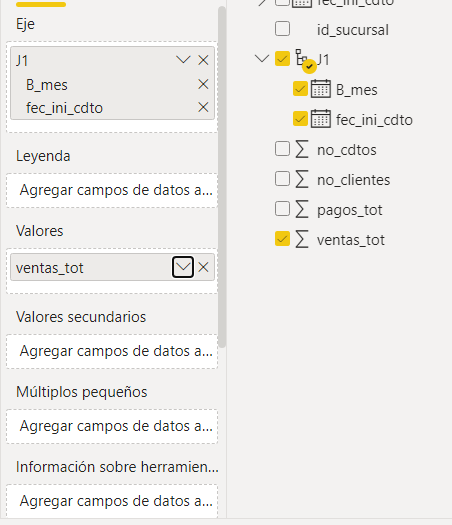 Eje
J1
B_mes
fec_ini_cdto
Leyenda
Agregar campos de datos a...
Valores
ventas_tot
Valores secundarios
Agregar campos de datos a...
Múltiplos pequeños
Agregar campos de datos a...
Información sobre herramien...
Agregar campos de datos a...
fec_ini_cdto
id_sucursal
J1
B_mes
fec_ini_cdto
no_cdtos
no_clientes
pagos_tot
ventas_tot